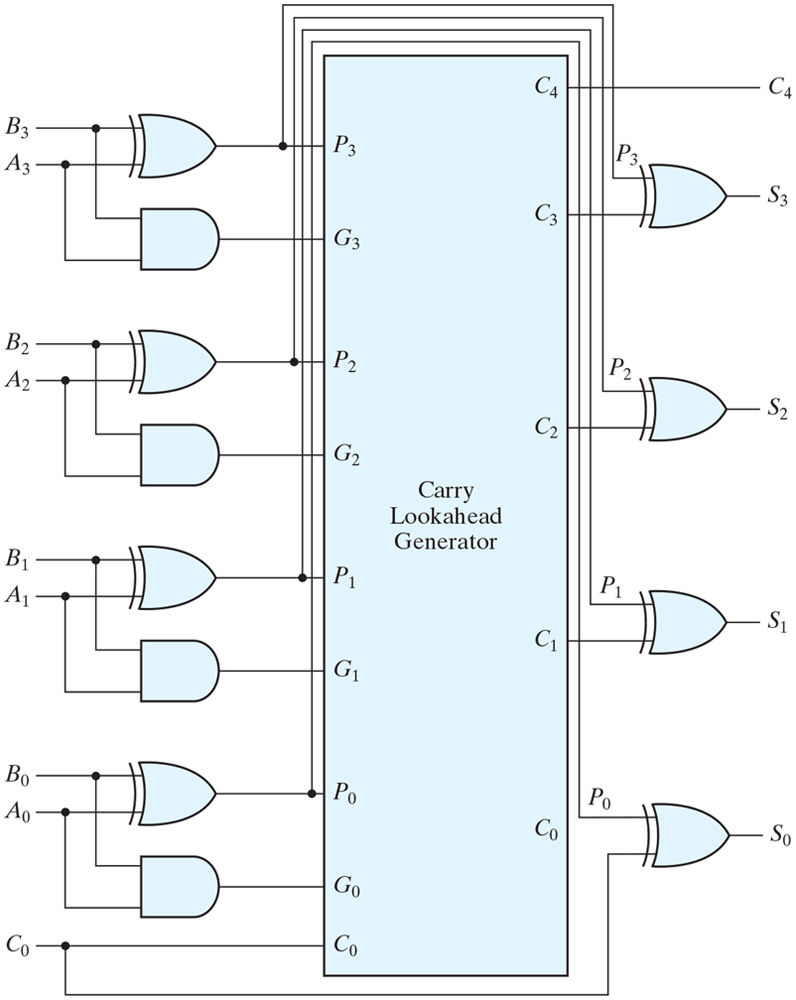 C₄ C₄
B₃
A₃
P₃
P₃
S₃
C₃
G₃
B₂
A₂
P₂
P₂
S₂
C₂
G₂
Carry
Lookahead
Generator
B₁
A₁
P₁
P₁
S₁
C₁
G₁
B₀
A₀
P₀
P₀
C₀
S₀
G₀
C₀ C₀